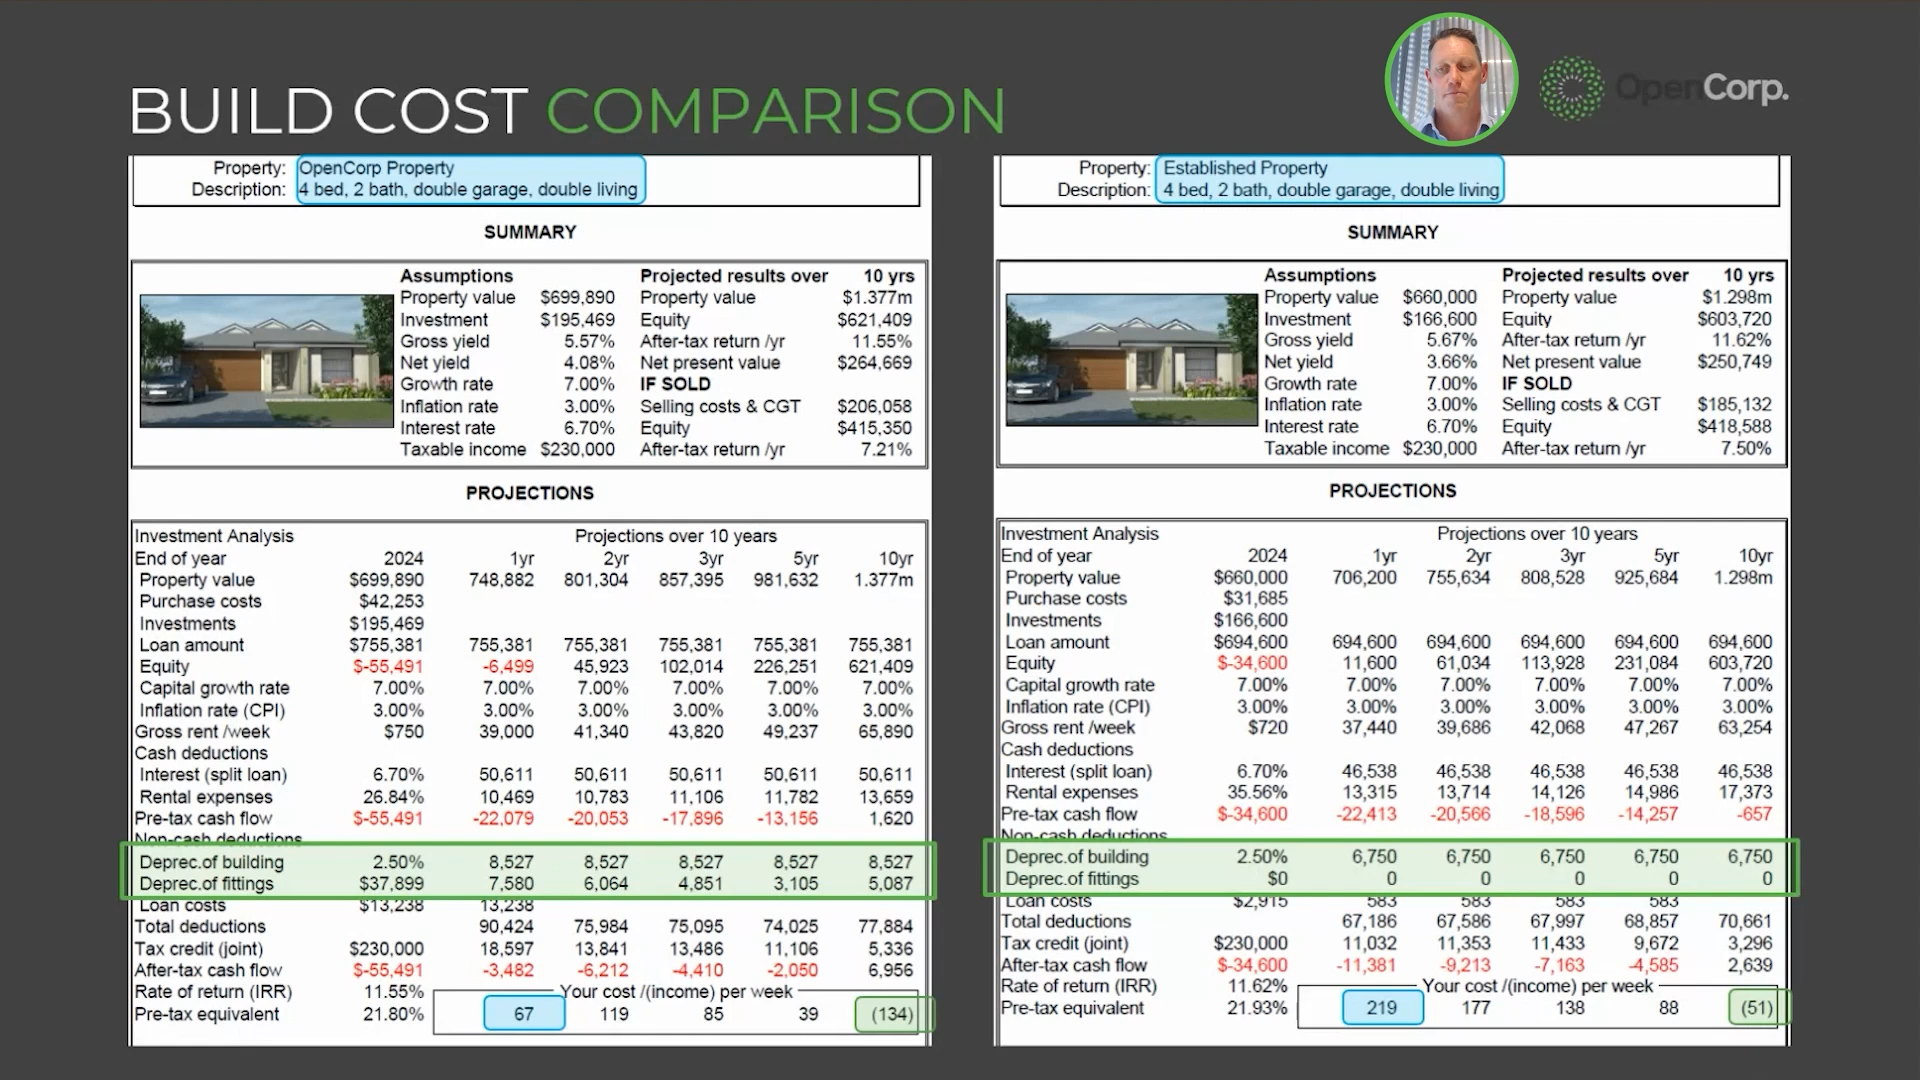 BUILD COST COMPARISON
OpenCorp.
Property: OpenCorp Property
Description: 4 bed, 2 bath, double garage, double living
SUMMARY
Assumptions Projected results over 10 yrs
Property value $699,890 Property value $1.377m
Investment $195,469 Equity $621,409
Gross yield 5.57% After-tax return /yr 11.55%
Net yield 4.08% Net present value $264,669
Growth rate 7.00% IF SOLD
Inflation rate 3.00% Selling costs & CGT $206,058
Interest rate 6.70% Equity $415,350
Taxable income $230,000 After-tax return /yr 7.21%
PROJECTIONS
Investment Analysis Projections over 10 years
End of year 2024 1yr 2yr 3yr 5yr 10yr
Property value $699,890 748,882 801,304 857,395 981,632 1.377m
Purchase costs $42,253
Investments $195,469
Loan amount $755,381 755,381 755,381 755,381 755,381 755,381
Equity $-55,491 -6,499 45,923 102,014 226,251 621,409
Capital growth rate 7.00% 7.00% 7.00% 7.00% 7.00% 7.00%
Inflation rate (CPI) 3.00% 3.00% 3.00% 3.00% 3.00% 3.00%
Gross rent /week $750 39,000 41,340 43,820 49,237 65,890
Cash deductions
Interest (split loan) 6.70% 50,611 50,611 50,611 50,611 50,611
Rental expenses 26.84% 10,469 10,783 11,106 11,782 13,659
Pre-tax cash flow $-55,491 -22,079 -20,053 -17,896 -13,156 1,620
Non-cash deductions
Deprec.of building 2.50% 8,527 8,527 8,527 8,527 8,527
Deprec.of fittings $37,899 7,580 6,064 4,851 3,105 5,087
Loan costs $13,238 13,238
Total deductions 90,424 75,984 75,095 74,025 77,884
Tax credit (joint) $230,000 18,597 13,841 13,486 11,106 5,336
After-tax cash flow $-55,491 -3,482 -6,212 -4,410 -2,050 6,956
Rate of return (IRR) 11.55% Your cost /(income) per week
Pre-tax equivalent 21.80% 67 119 85 39 (134)
Property: Established Property
Description: 4 bed, 2 bath, double garage, double living
SUMMARY
Assumptions Projected results over 10 yrs
Property value $660,000 Property value $1.298m
Investment $166,600 Equity $603,720
Gross yield 5.67% After-tax return /yr 11.62%
Net yield 3.66% Net present value $250,749
Growth rate 7.00% IF SOLD
Inflation rate 3.00% Selling costs & CGT $185,132
Interest rate 6.70% Equity $418,588
Taxable income $230,000 After-tax return /yr 7.50%
PROJECTIONS
Investment Analysis Projections over 10 years
End of year 2024 1yr 2yr 3yr 5yr 10yr
Property value $660,000 706,200 755,634 808,528 925,684 1.298m
Purchase costs $31,685
Investments $166,600
Loan amount $694,600 694,600 694,600 694,600 694,600 694,600
Equity $-34,600 11,600 61,034 113,928 231,084 603,720
Capital growth rate 7.00% 7.00% 7.00% 7.00% 7.00% 7.00%
Inflation rate (CPI) 3.00% 3.00% 3.00% 3.00% 3.00% 3.00%
Gross rent /week $720 37,440 39,686 42,068 47,267 63,254
Cash deductions
Interest (split loan) 6.70% 46,538 46,538 46,538 46,538 46,538
Rental expenses 35.56% 13,315 13,714 14,126 14,986 17,373
Pre-tax cash flow $-34,600 -22,413 -20,566 -18,596 -14,257 -657
Non-cash deductions
Deprec.of building 2.50% 6,750 6,750 6,750 6,750 6,750
Deprec.of fittings $0 0 0 0 0 0
Loan costs $2,915 583 583 583 583
Total deductions 67,186 67,586 67,997 68,857 70,661
Tax credit (joint) $230,000 11,032 11,353 11,433 9,672 3,296
After-tax cash flow $-34,600 -11,381 -9,213 -7,163 -4,585 2,639
Rate of return (IRR) 11.62% Your cost /(income) per week
Pre-tax equivalent 21.93% 219 177 138 88 (51)